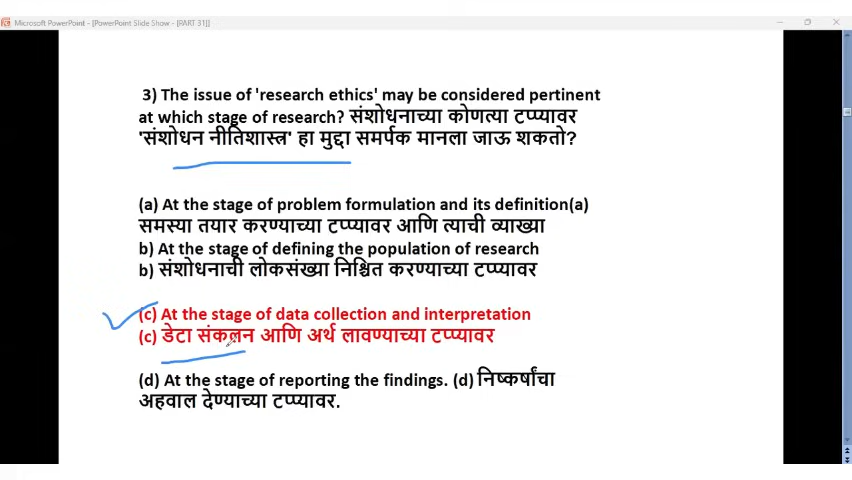 Microsoft PowerPoint - [PowerPoint Slide Show - [PART 31]]
3) The issue of 'research ethics' may be considered pertinent
at which stage of research? संशोधनाच्या कोणत्या टप्प्यावर
'संशोधन नीतिशास्त्र' हा मुद्दा समर्पक मानला जाऊ शकतो?
(a) At the stage of problem formulation and its definition(a)
समस्या तयार करण्याच्या टप्प्यावर आणि त्याची व्याख्या
b) At the stage of defining the population of research
b) संशोधनाची लोकसंख्या निश्चित करण्याच्या टप्प्यावर
(c) At the stage of data collection and interpretation
(c) डेटा संकलन आणि अर्थ लावण्याच्या टप्प्यावर
(d) At the stage of reporting the findings. (d) निष्कर्षांचा
अहवाल देण्याच्या टप्प्यावर.